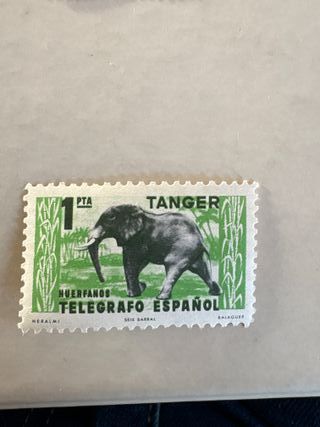 1 PTA TANGER
HUERFANOS
TELEGRAFO ESPAÑOL
HERALMI SEIX BARRAL BALAGUER